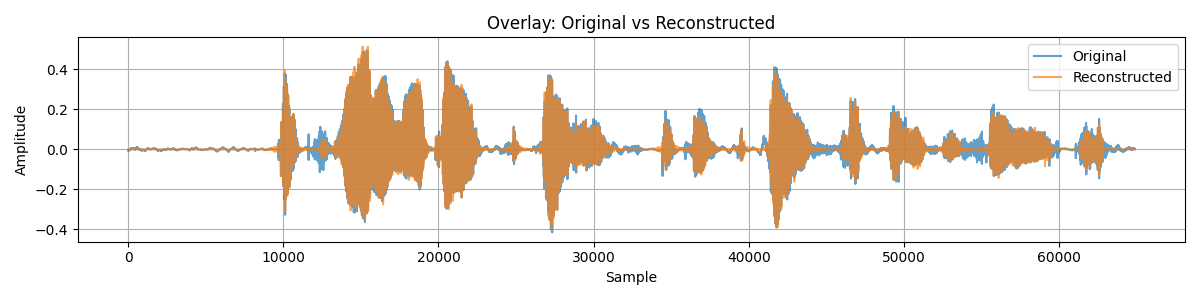 Overlay: Original vs Reconstructed
Original
Reconstructed
0.4
0.2
0.0
−0.2
−0.4
Amplitude
0 10000 20000 30000 40000 50000 60000
Sample